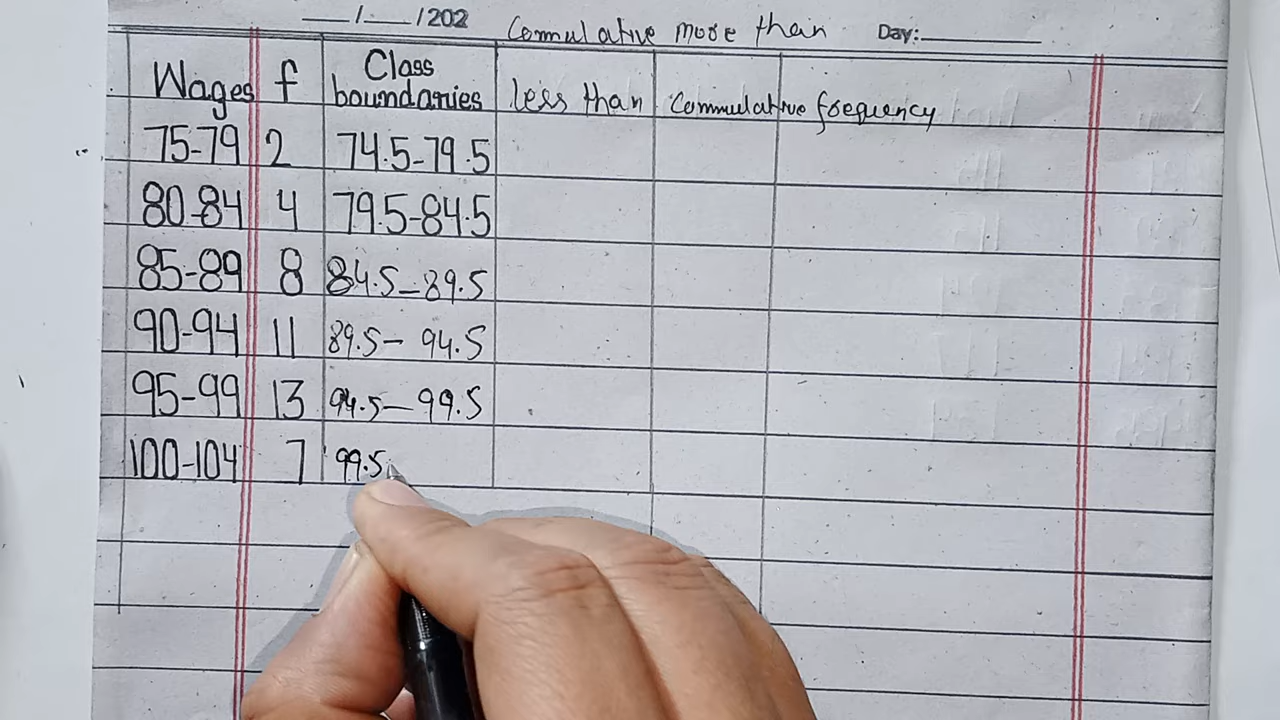 __/__/202 Commulative more than Day:
Wages f Class boundaries less than Commulative frequency
75-79 2 74.5-79.5
80-84 4 79.5-84.5
85-89 8 84.5-89.5
90-94 11 89.5-94.5
95-99 13 94.5-99.5
100-104 7 99.5